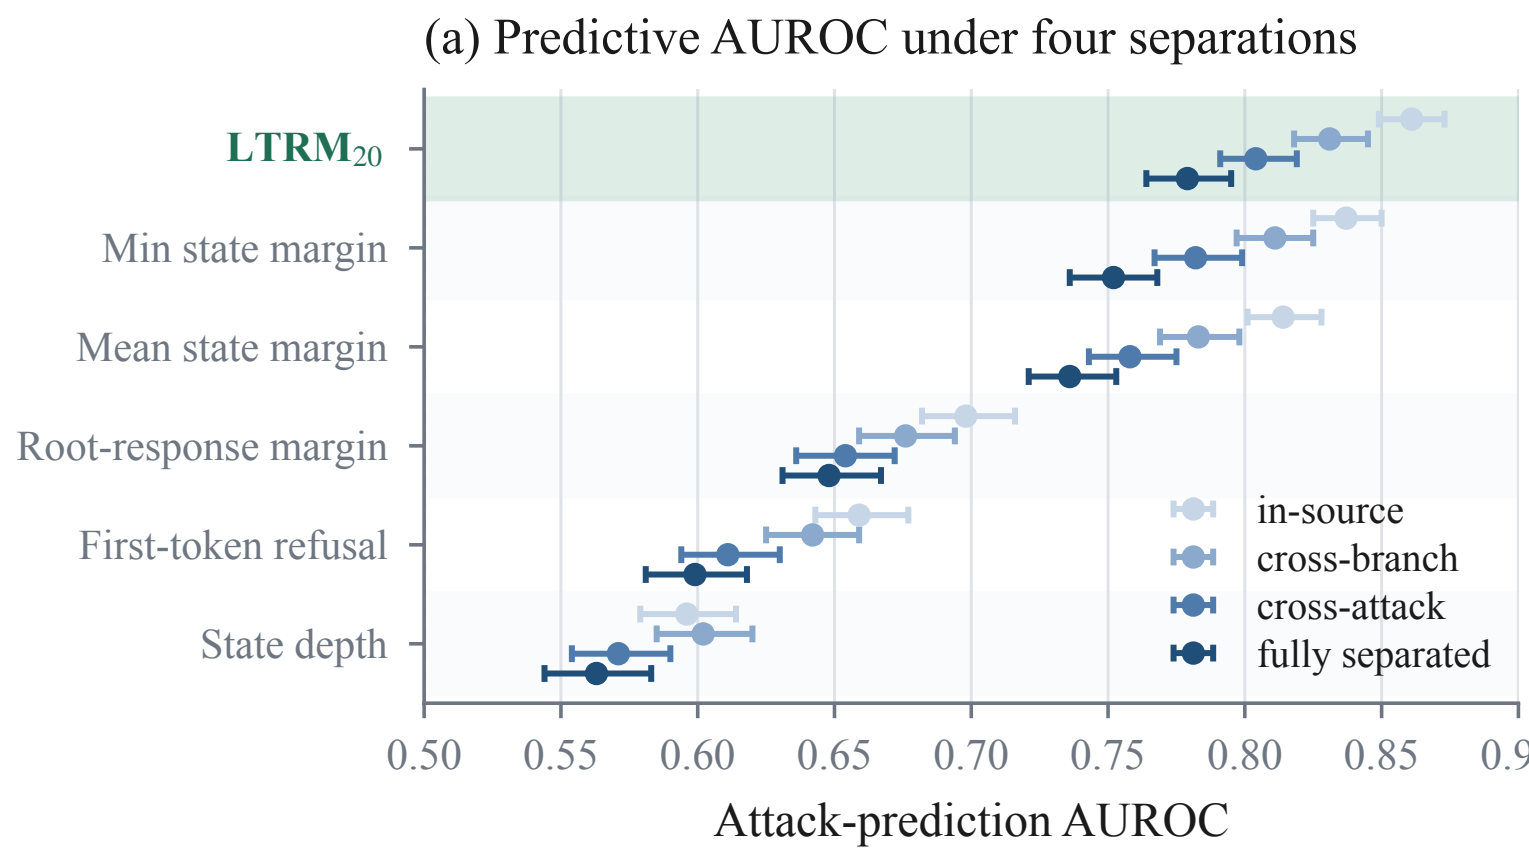 (a) Predictive AUROC under four separations
LTRM20
Min state margin
Mean state margin
Root-response margin
First-token refusal
State depth
in-source
cross-branch
cross-attack
fully separated
0.50 0.55 0.60 0.65 0.70 0.75 0.80 0.85 0.9
Attack-prediction AUROC